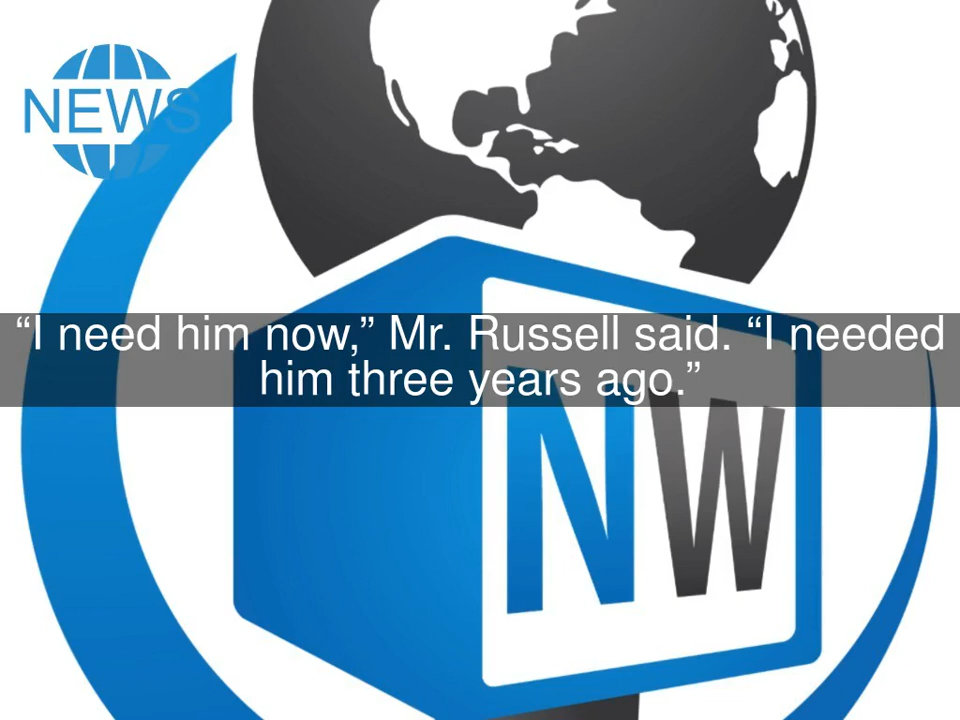 NEWS
“I need him now,” Mr. Russell said. “I needed
him three years ago.”
NW